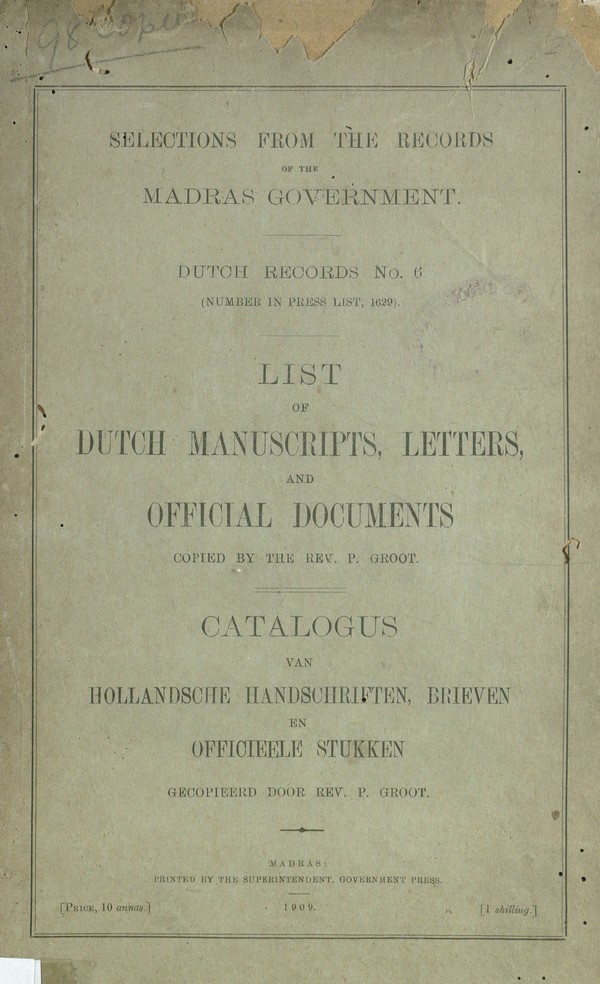 98 Copies
SELECTIONS FROM THE RECORDS
OF THE
MADRAS GOVERNMENT.
DUTCH RECORDS No. 6
(NUMBER IN PRESS LIST, 1629).
LIST
OF
DUTCH MANUSCRIPTS, LETTERS,
AND
OFFICIAL DOCUMENTS
COPIED BY THE REV. P. GROOT.
CATALOGUS
VAN
HOLLANDSCHE HANDSCHRIFTEN, BRIEVEN
EN
OFFICIEELE STUKKEN
GECOPIEERD DOOR REV. P. GROOT.
MADRAS:
PRINTED BY THE SUPERINTENDENT, GOVERNMENT PRESS.
[PRICE, 10 annas.] 1909. [1 shilling.]